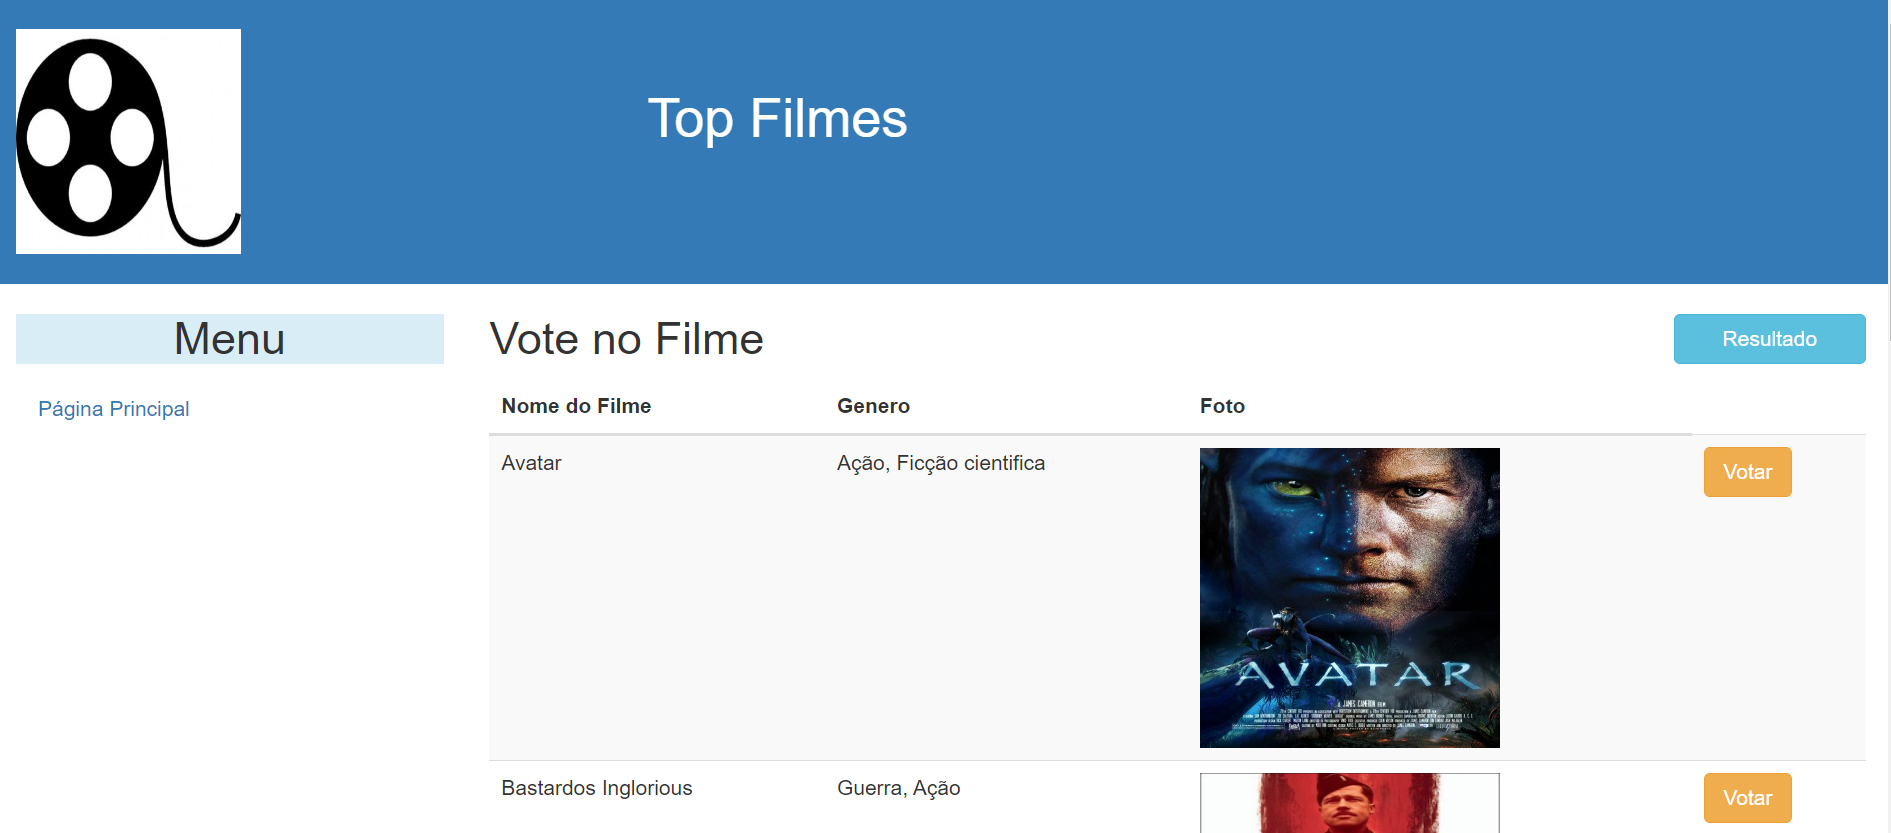 Top Filmes
Menu
Vote no Filme
Resultado
Página Principal
Nome do Filme Genero Foto
Avatar Ação, Ficção cientifica Votar
AVATAR
A JAMES CAMERON FILM
Bastardos Inglorious Guerra, Ação Votar